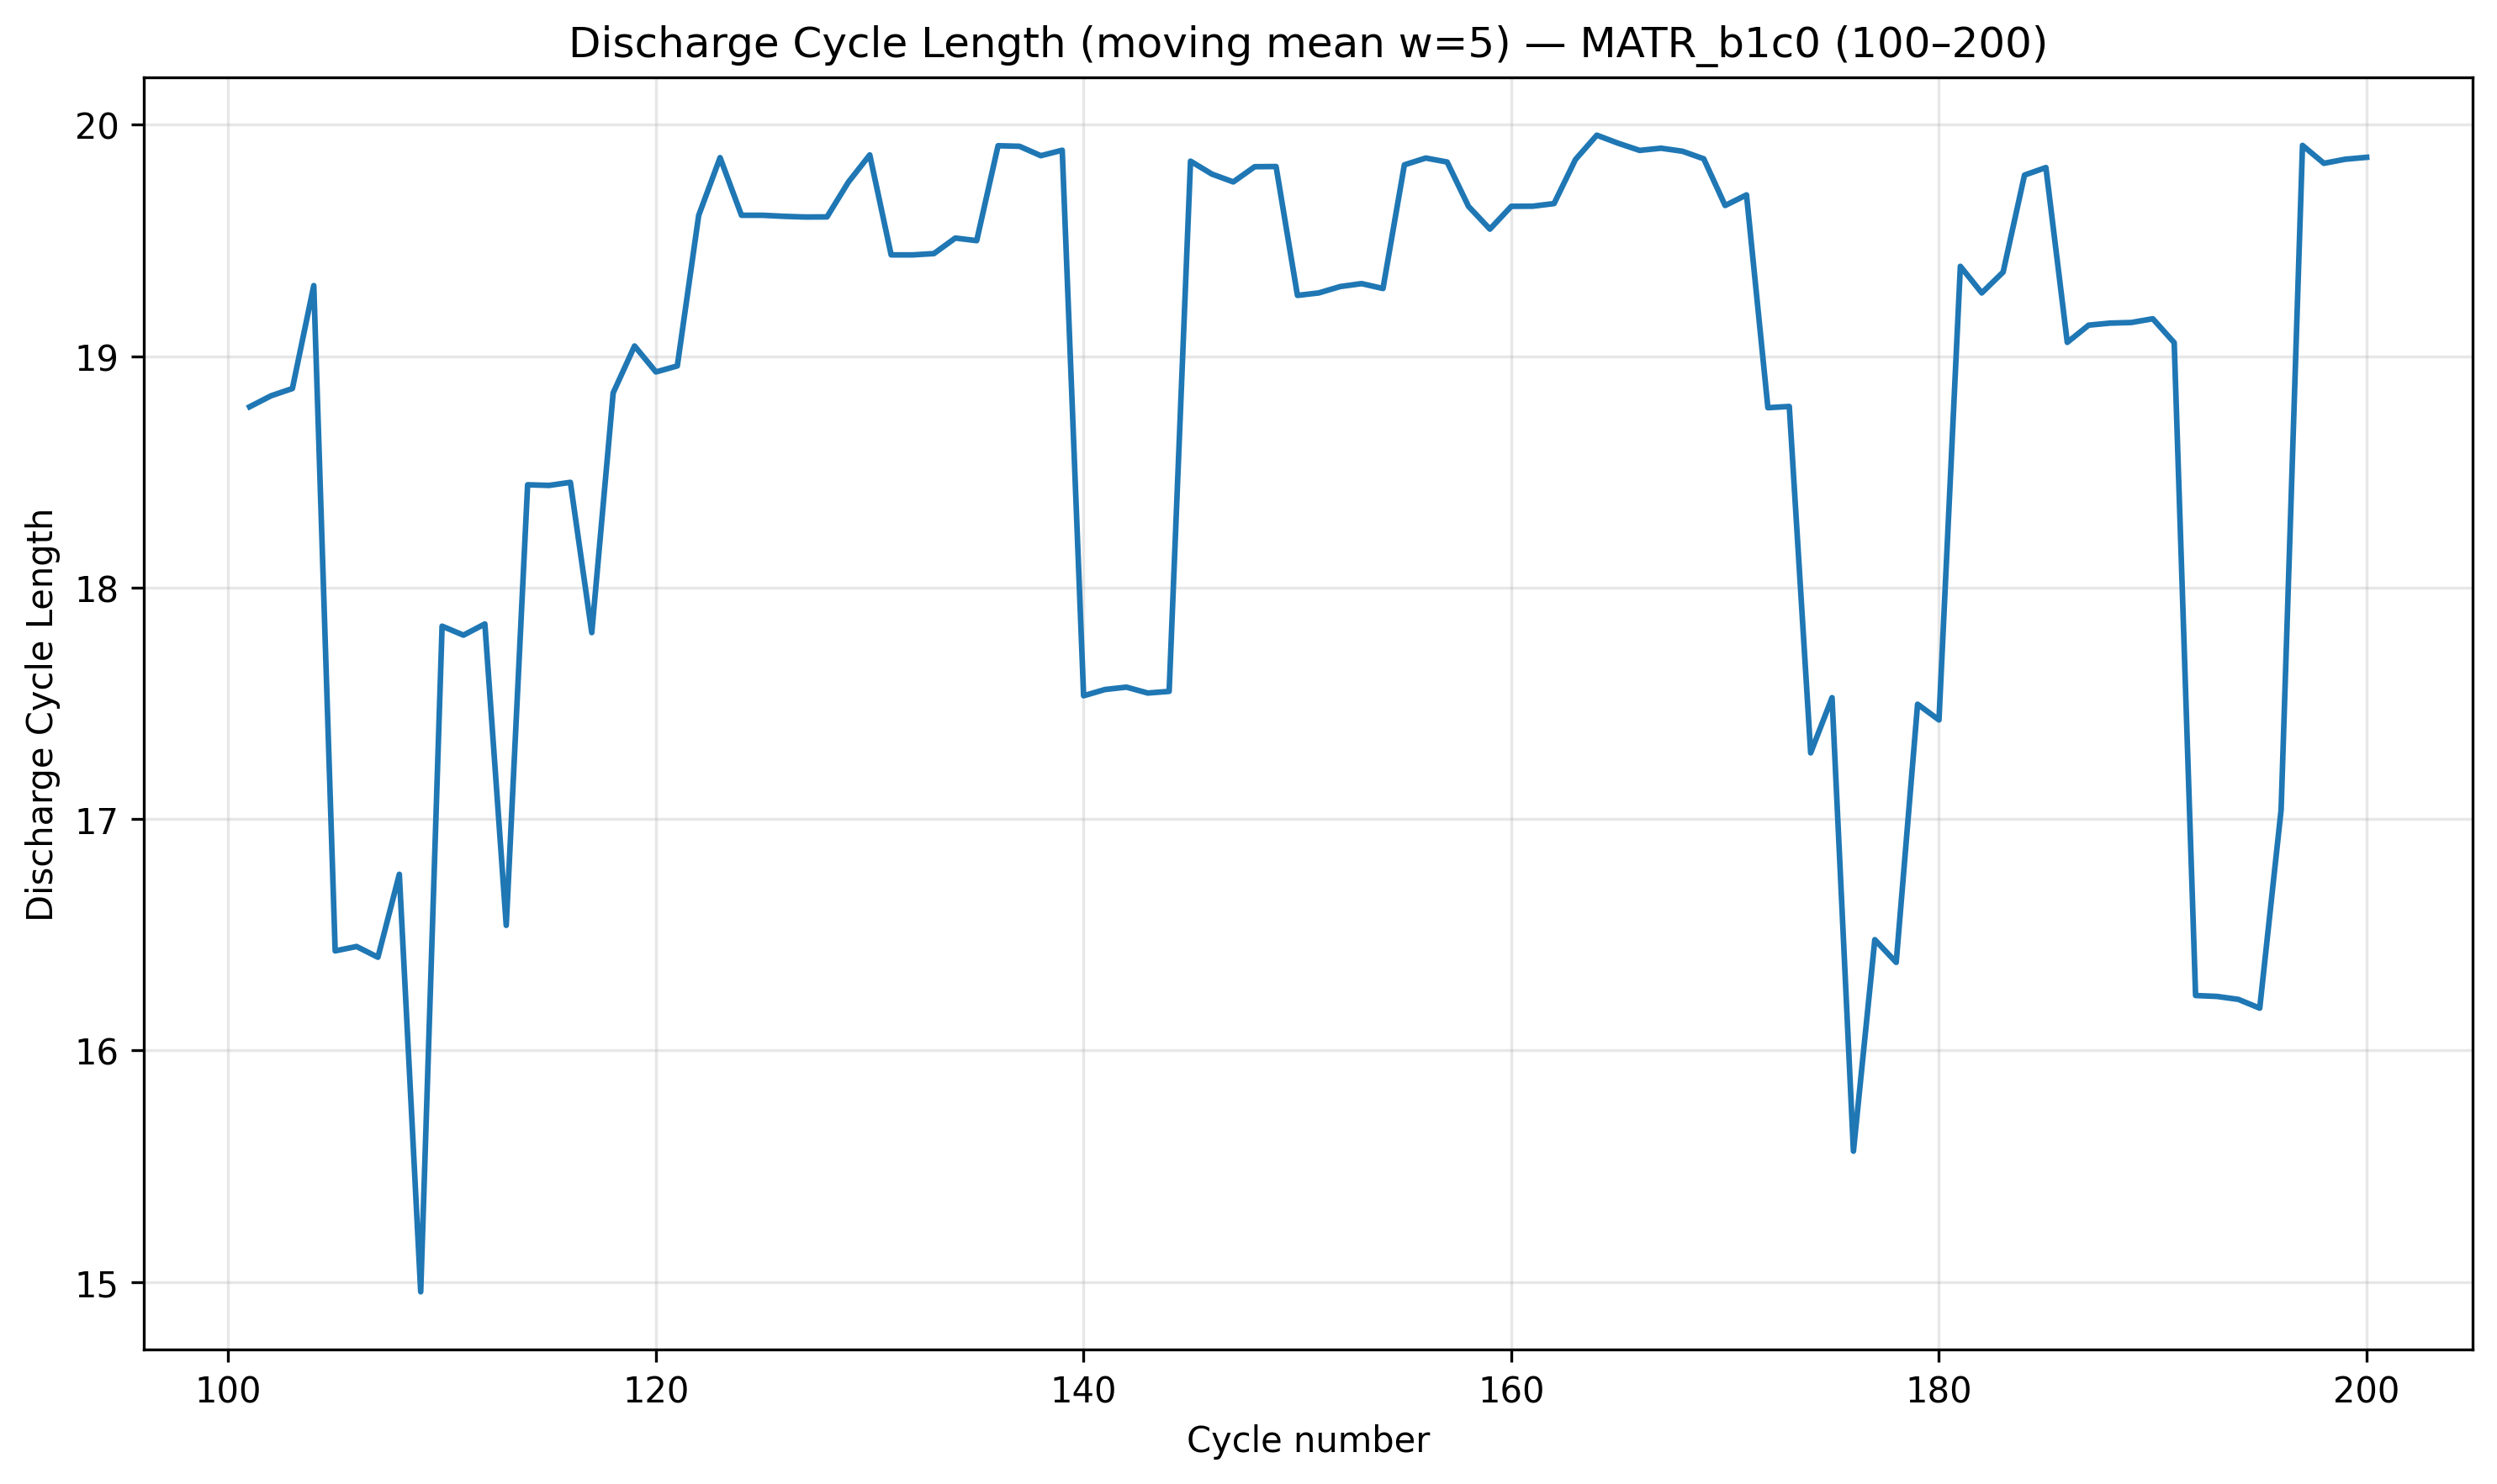 Discharge Cycle Length (moving mean w=5) — MATR_b1c0 (100–200)
Discharge Cycle Length
20
19
18
17
16
15
100 120 140 160 180 200
Cycle number